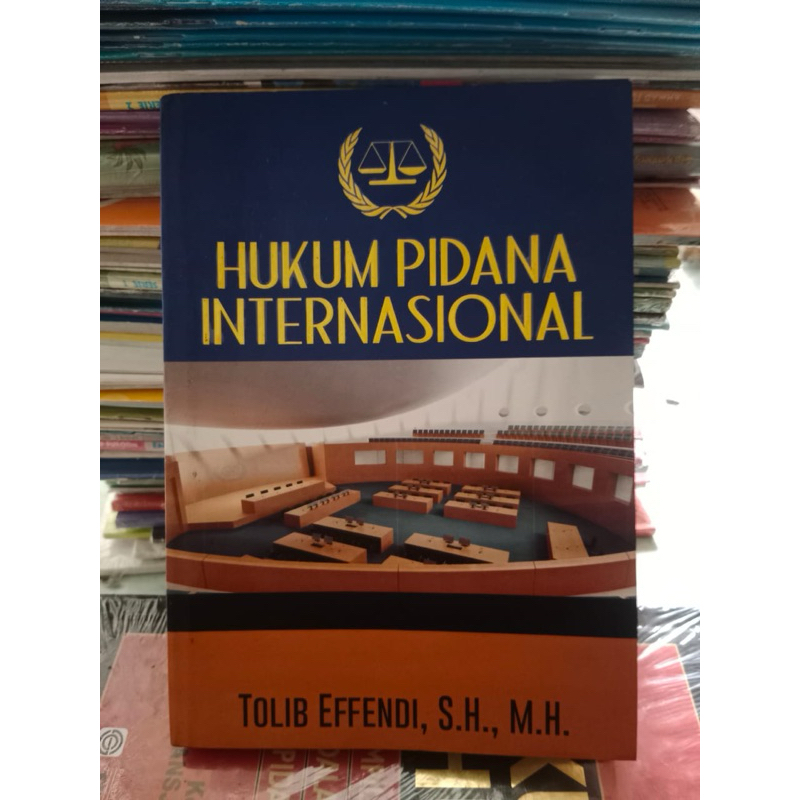 HUKUM PIDANA
INTERNASIONAL
TOLIB EFFENDI, S.H., M.H.